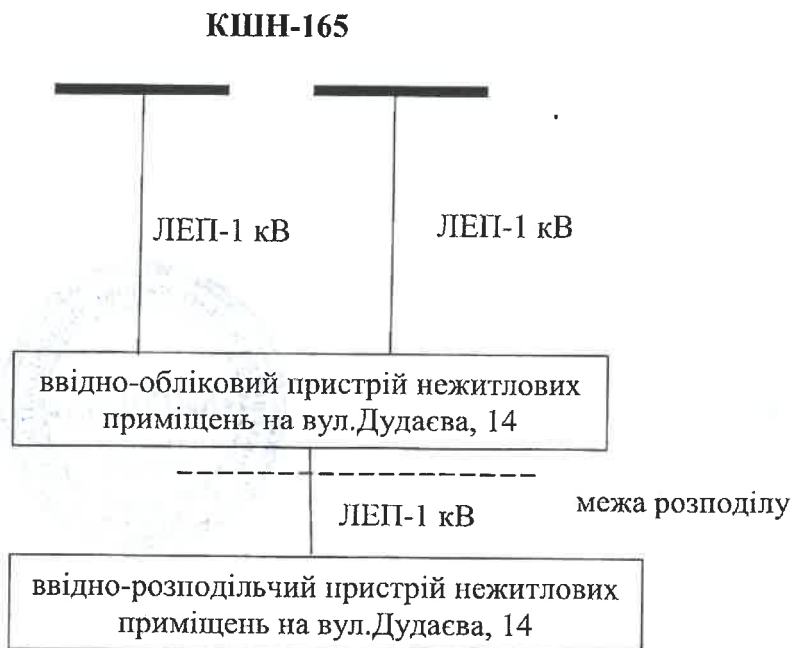 КШН-165
ЛЕП-1 кВ
ЛЕП-1 кВ
ввідно-обліковий пристрій нежитлових
приміщень на вул.Дудаєва, 14
межа розподілу
ЛЕП-1 кВ
ввідно-розподільчий пристрій нежитлових
приміщень на вул.Дудаєва, 14